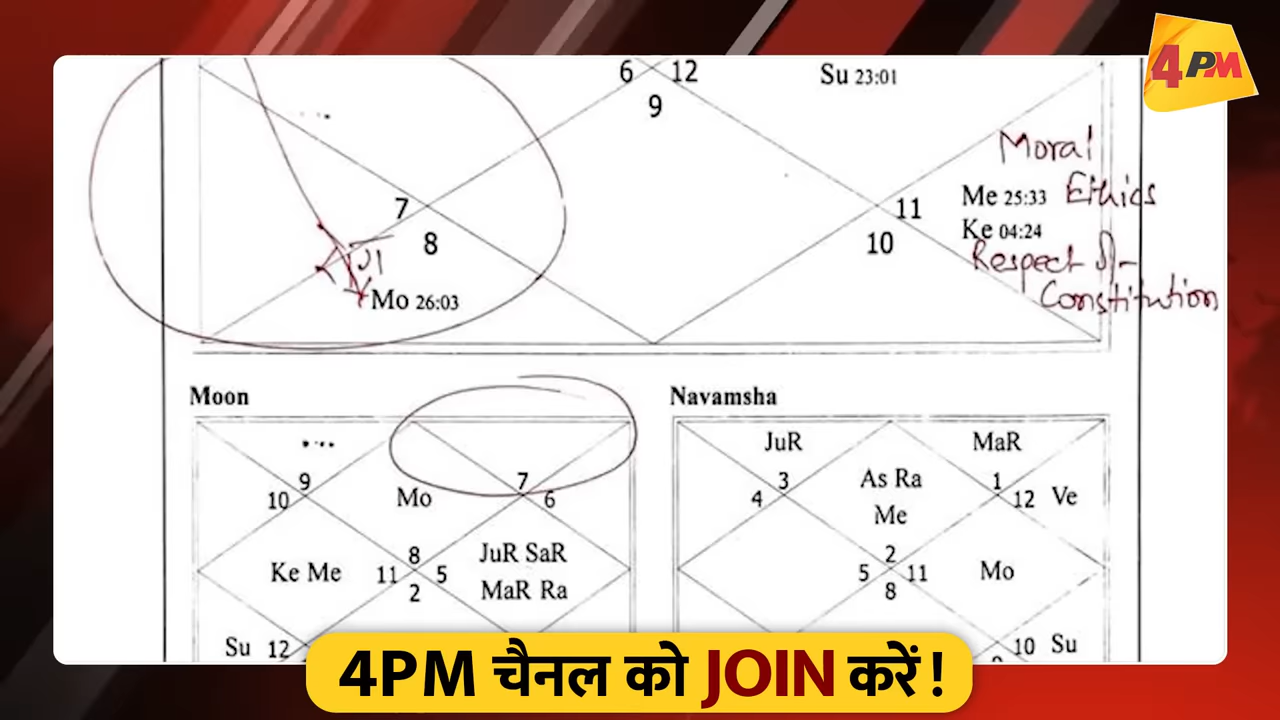 4PM
6 12
Su 23:01
9
Moral
7
Me 25:33 Ethics
11
8
Ke 04:24
10
Respect of
Mo 26:03
Constitution
Moon
Navamsha
9
10
Mo
7
6
8
JuR SaR
Ke Me
11 5
MaR Ra
2
Su 12
JuR
MaR
3
4
As Ra
Me
1
12 Ve
2
5 11
Mo
8
10 Su
4PM चैनल को JOIN करें!